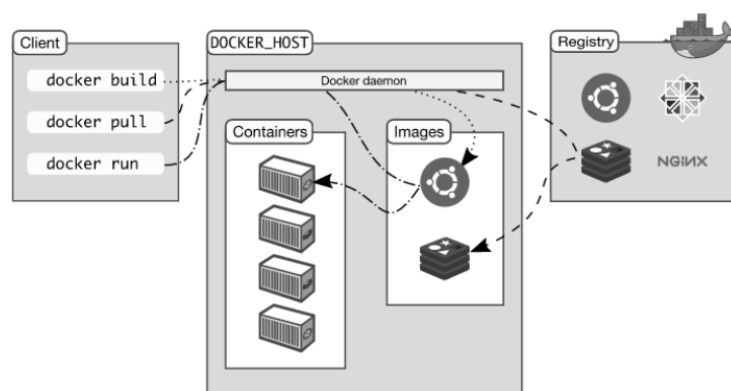 Client
docker build
docker pull
docker run
DOCKER_HOST
Docker daemon
Containers
Images
Registry
NGINX